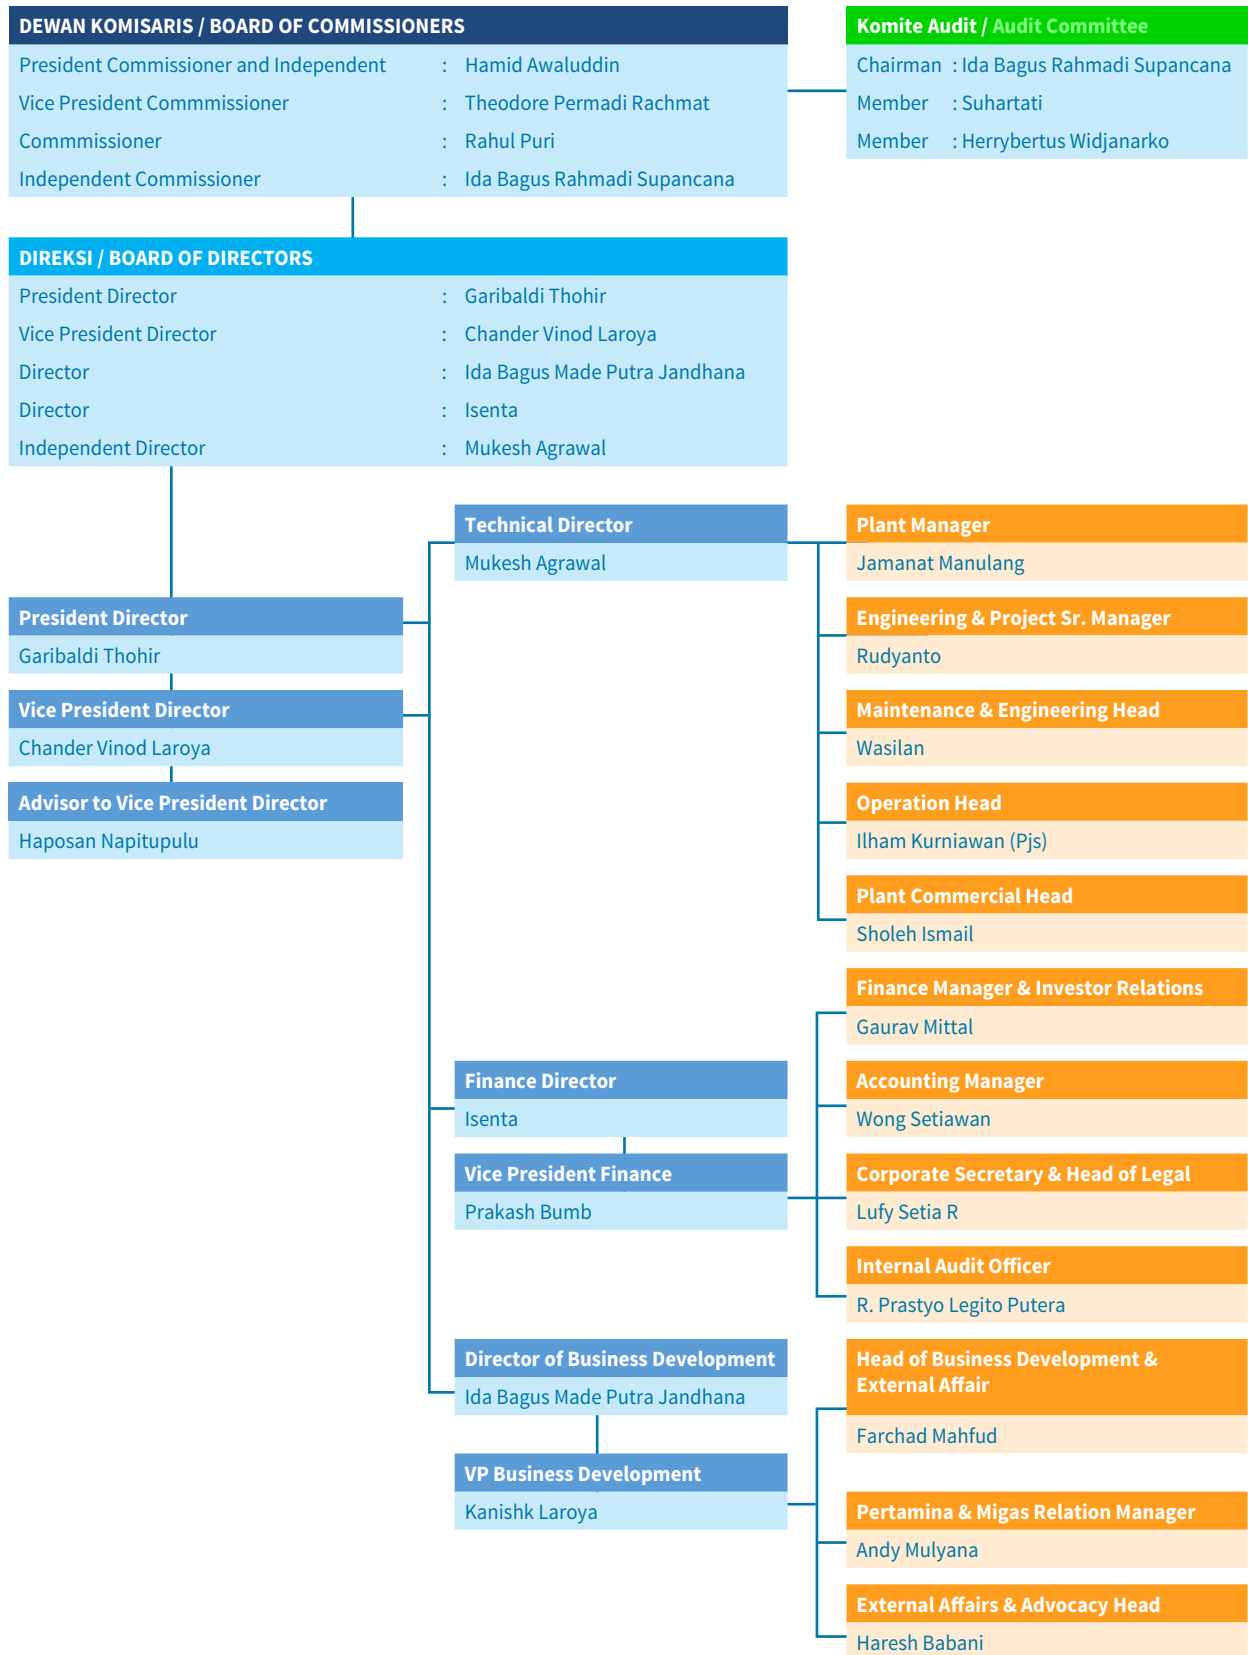 DEWAN KOMISARIS / BOARD OF COMMISSIONERS
President Commissioner and Independent : Hamid Awaluddin
Vice President Commmissioner : Theodore Permadi Rachmat
Commmissioner : Rahul Puri
Independent Commissioner : Ida Bagus Rahmadi Supancana
Komite Audit / Audit Committee
Chairman : Ida Bagus Rahmadi Supancana
Member : Suhartati
Member : Herrybertus Widjanarko
DIREKSI / BOARD OF DIRECTORS
President Director : Garibaldi Thohir
Vice President Director : Chander Vinod Laroya
Director : Ida Bagus Made Putra Jandhana
Director : Isenta
Independent Director : Mukesh Agrawal
President Director
Garibaldi Thohir
Vice President Director
Chander Vinod Laroya
Advisor to Vice President Director
Haposan Napitupulu
Technical Director
Mukesh Agrawal
Plant Manager
Jamanat Manulang
Engineering & Project Sr. Manager
Rudyanto
Maintenance & Engineering Head
Wasilan
Operation Head
Ilham Kurniawan (Pjs)
Plant Commercial Head
Sholeh Ismail
Finance Director
Isenta
Vice President Finance
Prakash Bumb
Finance Manager & Investor Relations
Gaurav Mittal
Accounting Manager
Wong Setiawan
Corporate Secretary & Head of Legal
Lufy Setia R
Internal Audit Officer
R. Prastyo Legito Putera
Director of Business Development
Ida Bagus Made Putra Jandhana
VP Business Development
Kanishk Laroya
Head of Business Development &
External Affair
Farchad Mahfud
Pertamina & Migas Relation Manager
Andy Mulyana
External Affairs & Advocacy Head
Haresh Babani